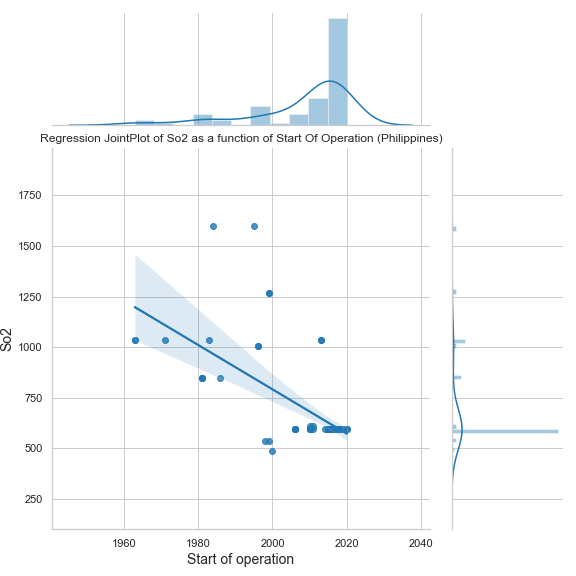 Regression JointPlot of So2 as a function of Start Of Operation (Philippines)
1750
1500
1250
1000
750
500
250
So2
1960 1980 2000 2020 2040
Start of operation